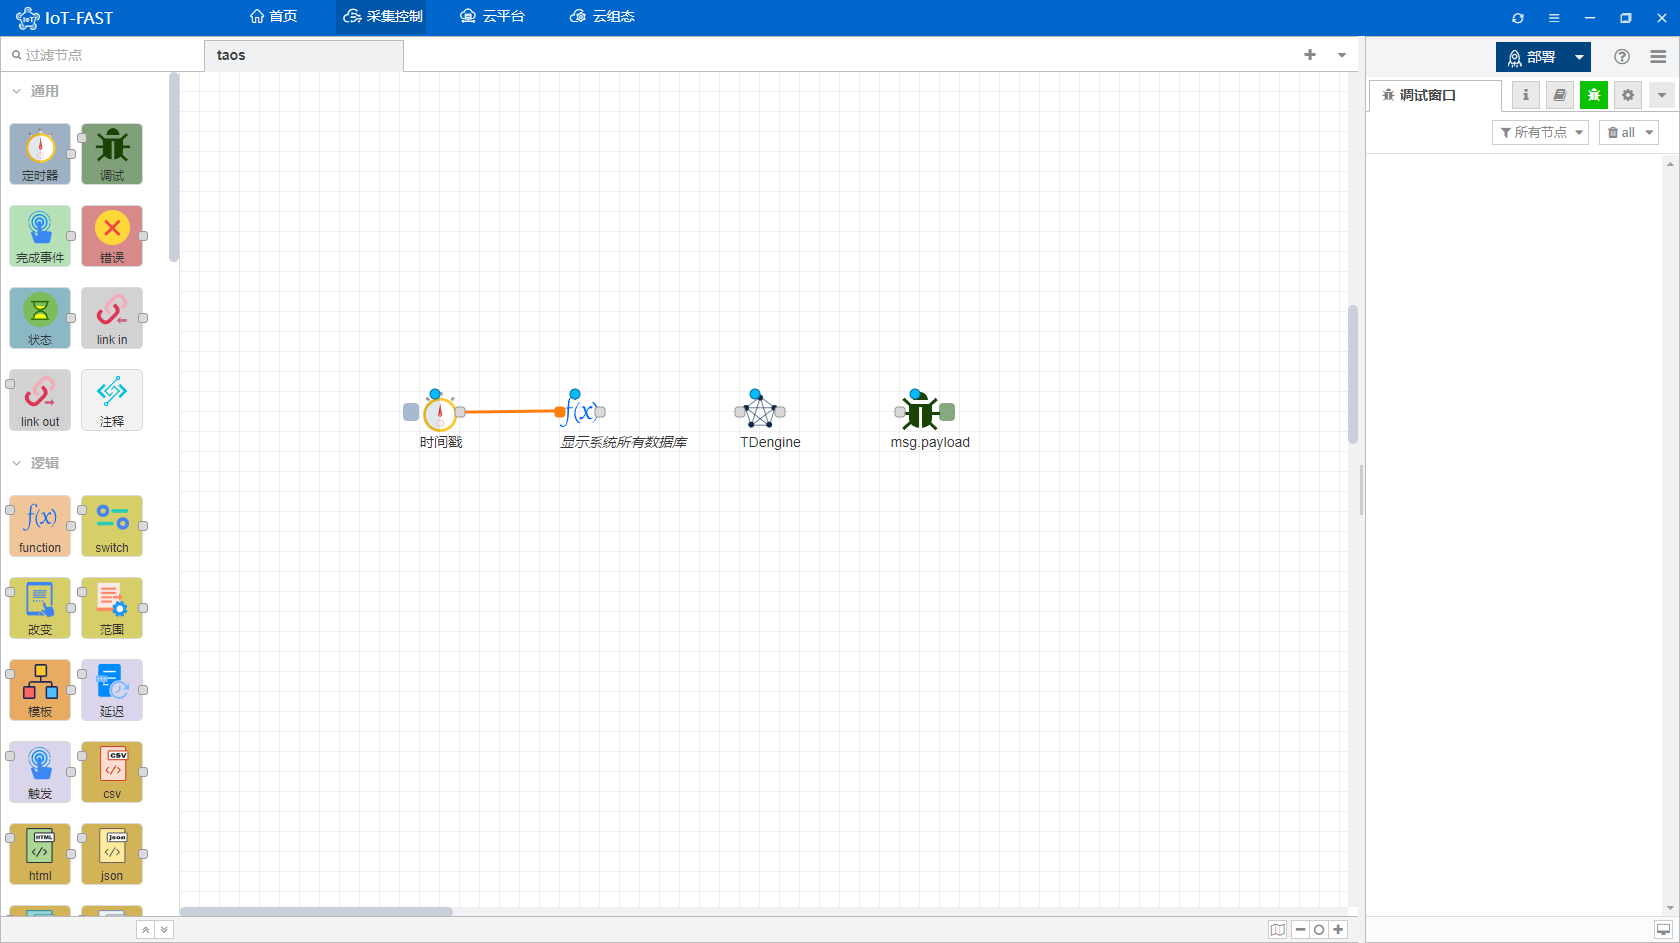 IoT-FAST
首页
采集控制
云平台
云组态
过滤节点
taos
部署
调试窗口
所有节点
all
通用
定时器
调试
完成事件
错误
状态
link in
link out
注释
逻辑
function
switch
改变
范围
模板
延迟
触发
csv
html
json
时间戳
显示系统所有数据库
TDengine
msg.payload